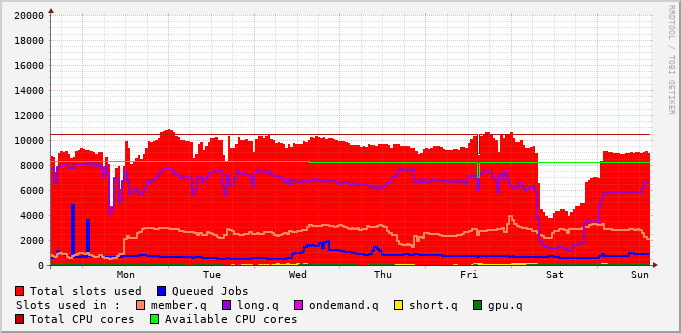 20000
18000
16000
14000
12000
10000
8000
6000
4000
2000
0
Mon Tue Wed Thu Fri Sat Sun
RRDTOOL / TOBI OETIKER
Total slots used Queued Jobs
Slots used in : member.q long.q ondemand.q short.q gpu.q
Total CPU cores Available CPU cores